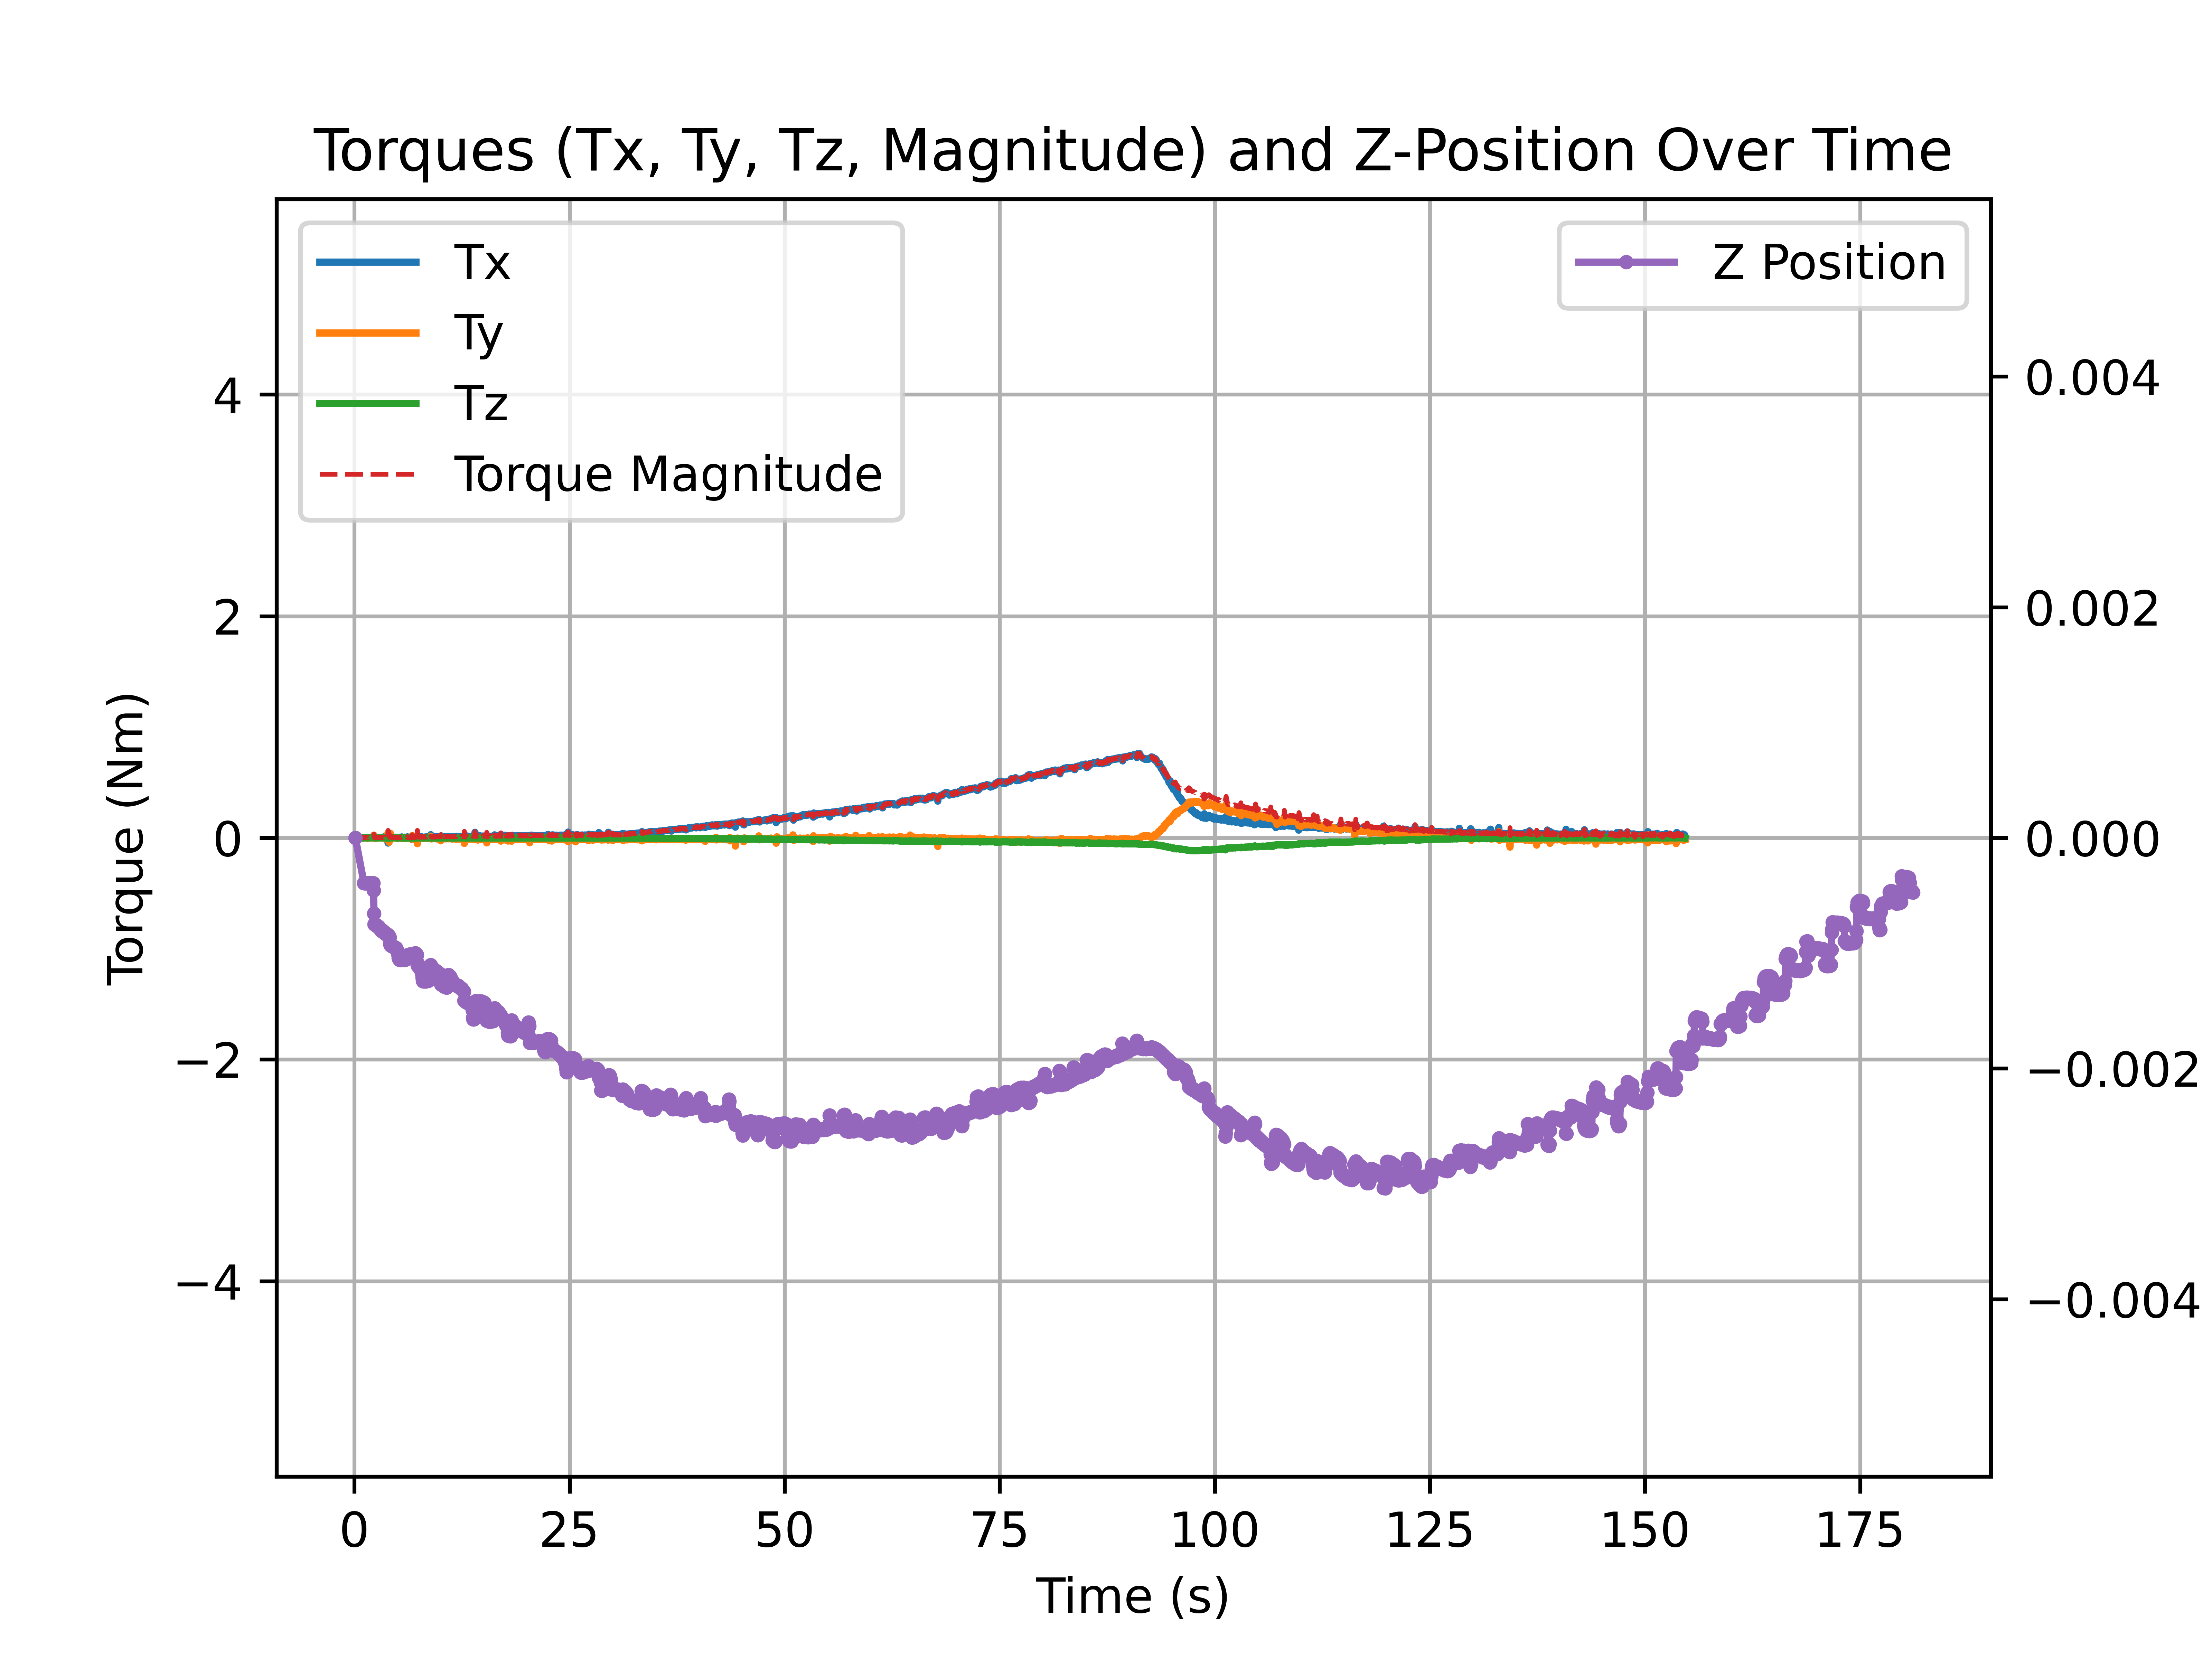 Torques (Tx, Ty, Tz, Magnitude) and Z-Position Over Time
Tx
Ty
Tz
Torque Magnitude
Z Position
Torque (Nm)
4
2
0
−2
−4
0.004
0.002
0.000
−0.002
−0.004
0 25 50 75 100 125 150 175
Time (s)